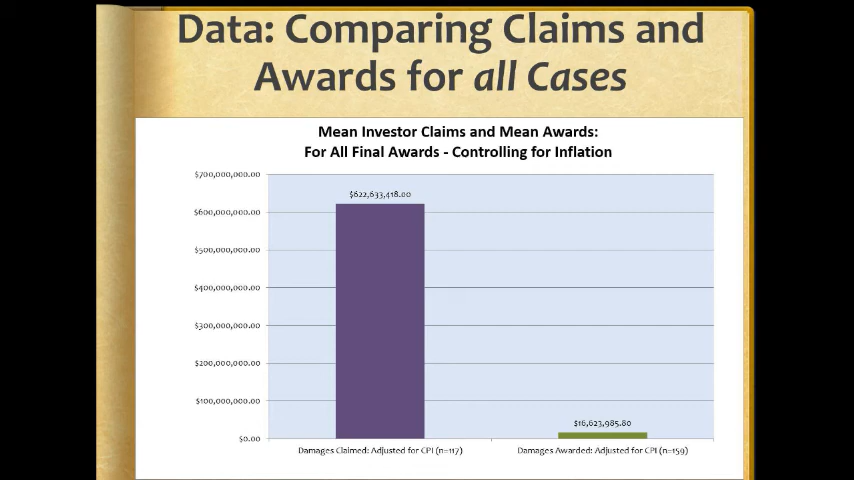 Data: Comparing Claims and
Awards for all Cases
Mean Investor Claims and Mean Awards:
For All Final Awards - Controlling for Inflation
$700,000,000.00
$600,000,000.00
$500,000,000.00
$400,000,000.00
$300,000,000.00
$200,000,000.00
$100,000,000.00
$0.00
$622,633,418.00
$16,623,985.80
Damages Claimed: Adjusted for CPI (n=117)
Damages Awarded: Adjusted for CPI (n=159)